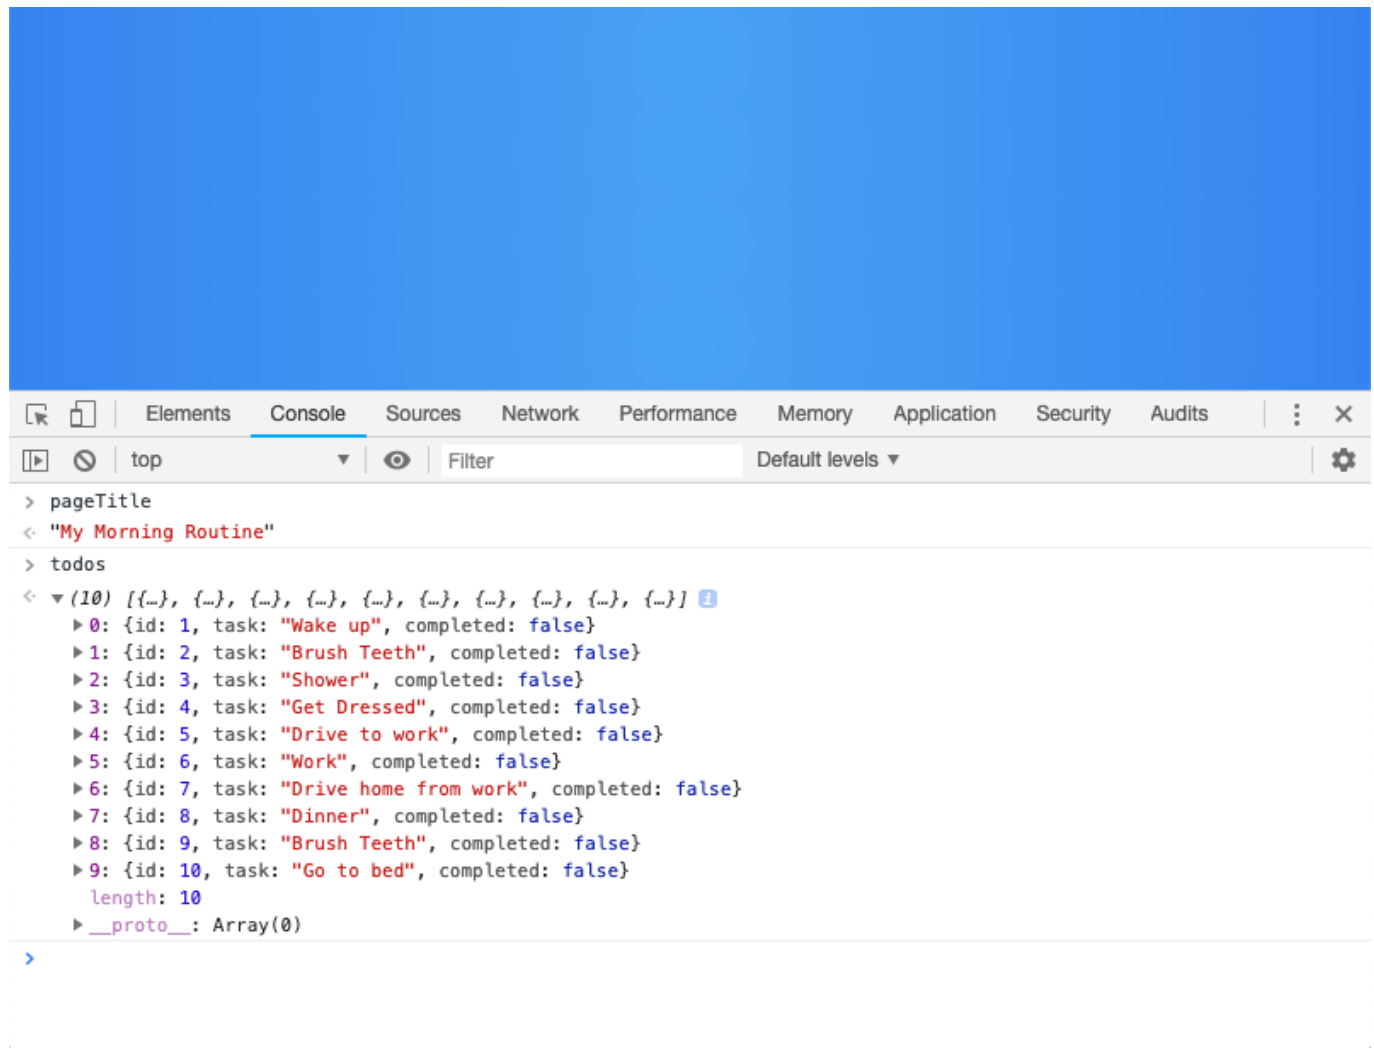 Elements Console Sources Network Performance Memory Application Security Audits
top Filter Default levels
pageTitle
"My Morning Routine"
todos
(10) [{…}, {…}, {…}, {…}, {…}, {…}, {…}, {…}, {…}, {…}]
0: {id: 1, task: "Wake up", completed: false}
1: {id: 2, task: "Brush Teeth", completed: false}
2: {id: 3, task: "Shower", completed: false}
3: {id: 4, task: "Get Dressed", completed: false}
4: {id: 5, task: "Drive to work", completed: false}
5: {id: 6, task: "Work", completed: false}
6: {id: 7, task: "Drive home from work", completed: false}
7: {id: 8, task: "Dinner", completed: false}
8: {id: 9, task: "Brush Teeth", completed: false}
9: {id: 10, task: "Go to bed", completed: false}
length: 10
__proto__: Array(0)